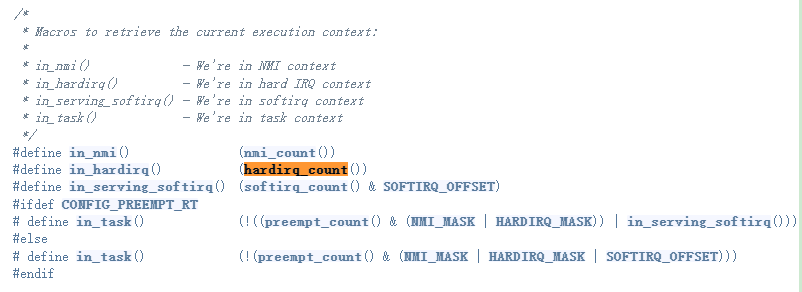 /*
 * Macros to retrieve the current execution context:
 *
 * in_nmi() - We're in NMI context
 * in_hardirq() - We're in hard IRQ context
 * in_serving_softirq() - We're in softirq context
 * in_task() - We're in task context
 */
#define in_nmi() (nmi_count())
#define in_hardirq() (hardirq_count())
#define in_serving_softirq() (softirq_count() & SOFTIRQ_OFFSET)
#ifdef CONFIG_PREEMPT_RT
# define in_task() (!((preempt_count() & (NMI_MASK | HARDIRQ_MASK)) | in_serving_softirq()))
#else
# define in_task() (!(preempt_count() & (NMI_MASK | HARDIRQ_MASK | SOFTIRQ_OFFSET)))
#endif